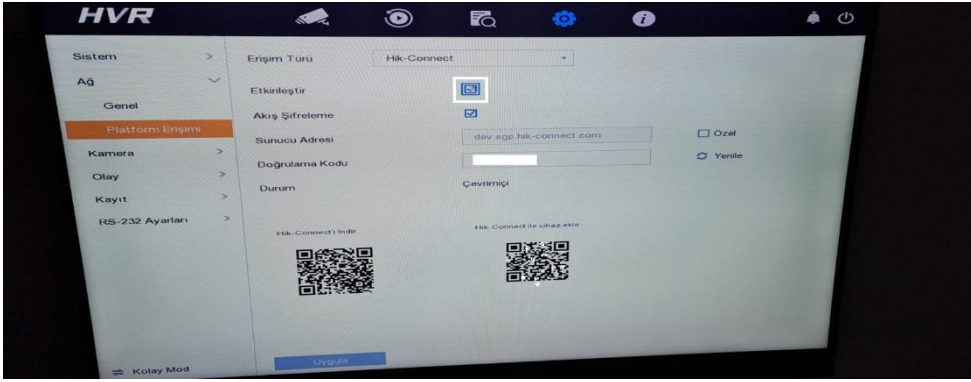 HVR
Sistem
Ağ
Genel
Platform Erişimi
Kamera
Olay
Kayıt
RS-232 Ayarları
Kolay Mod
Erişim Türü Hik-Connect
Etkinleştir
Akış Şifreleme
Sunucu Adresi dev.sgp.hik-connect.com Özel
Doğrulama Kodu Yenile
Durum Çevrimiçi
Hik-Connect'i İndir Hik-Connect ile cihaz ekle
Uygula